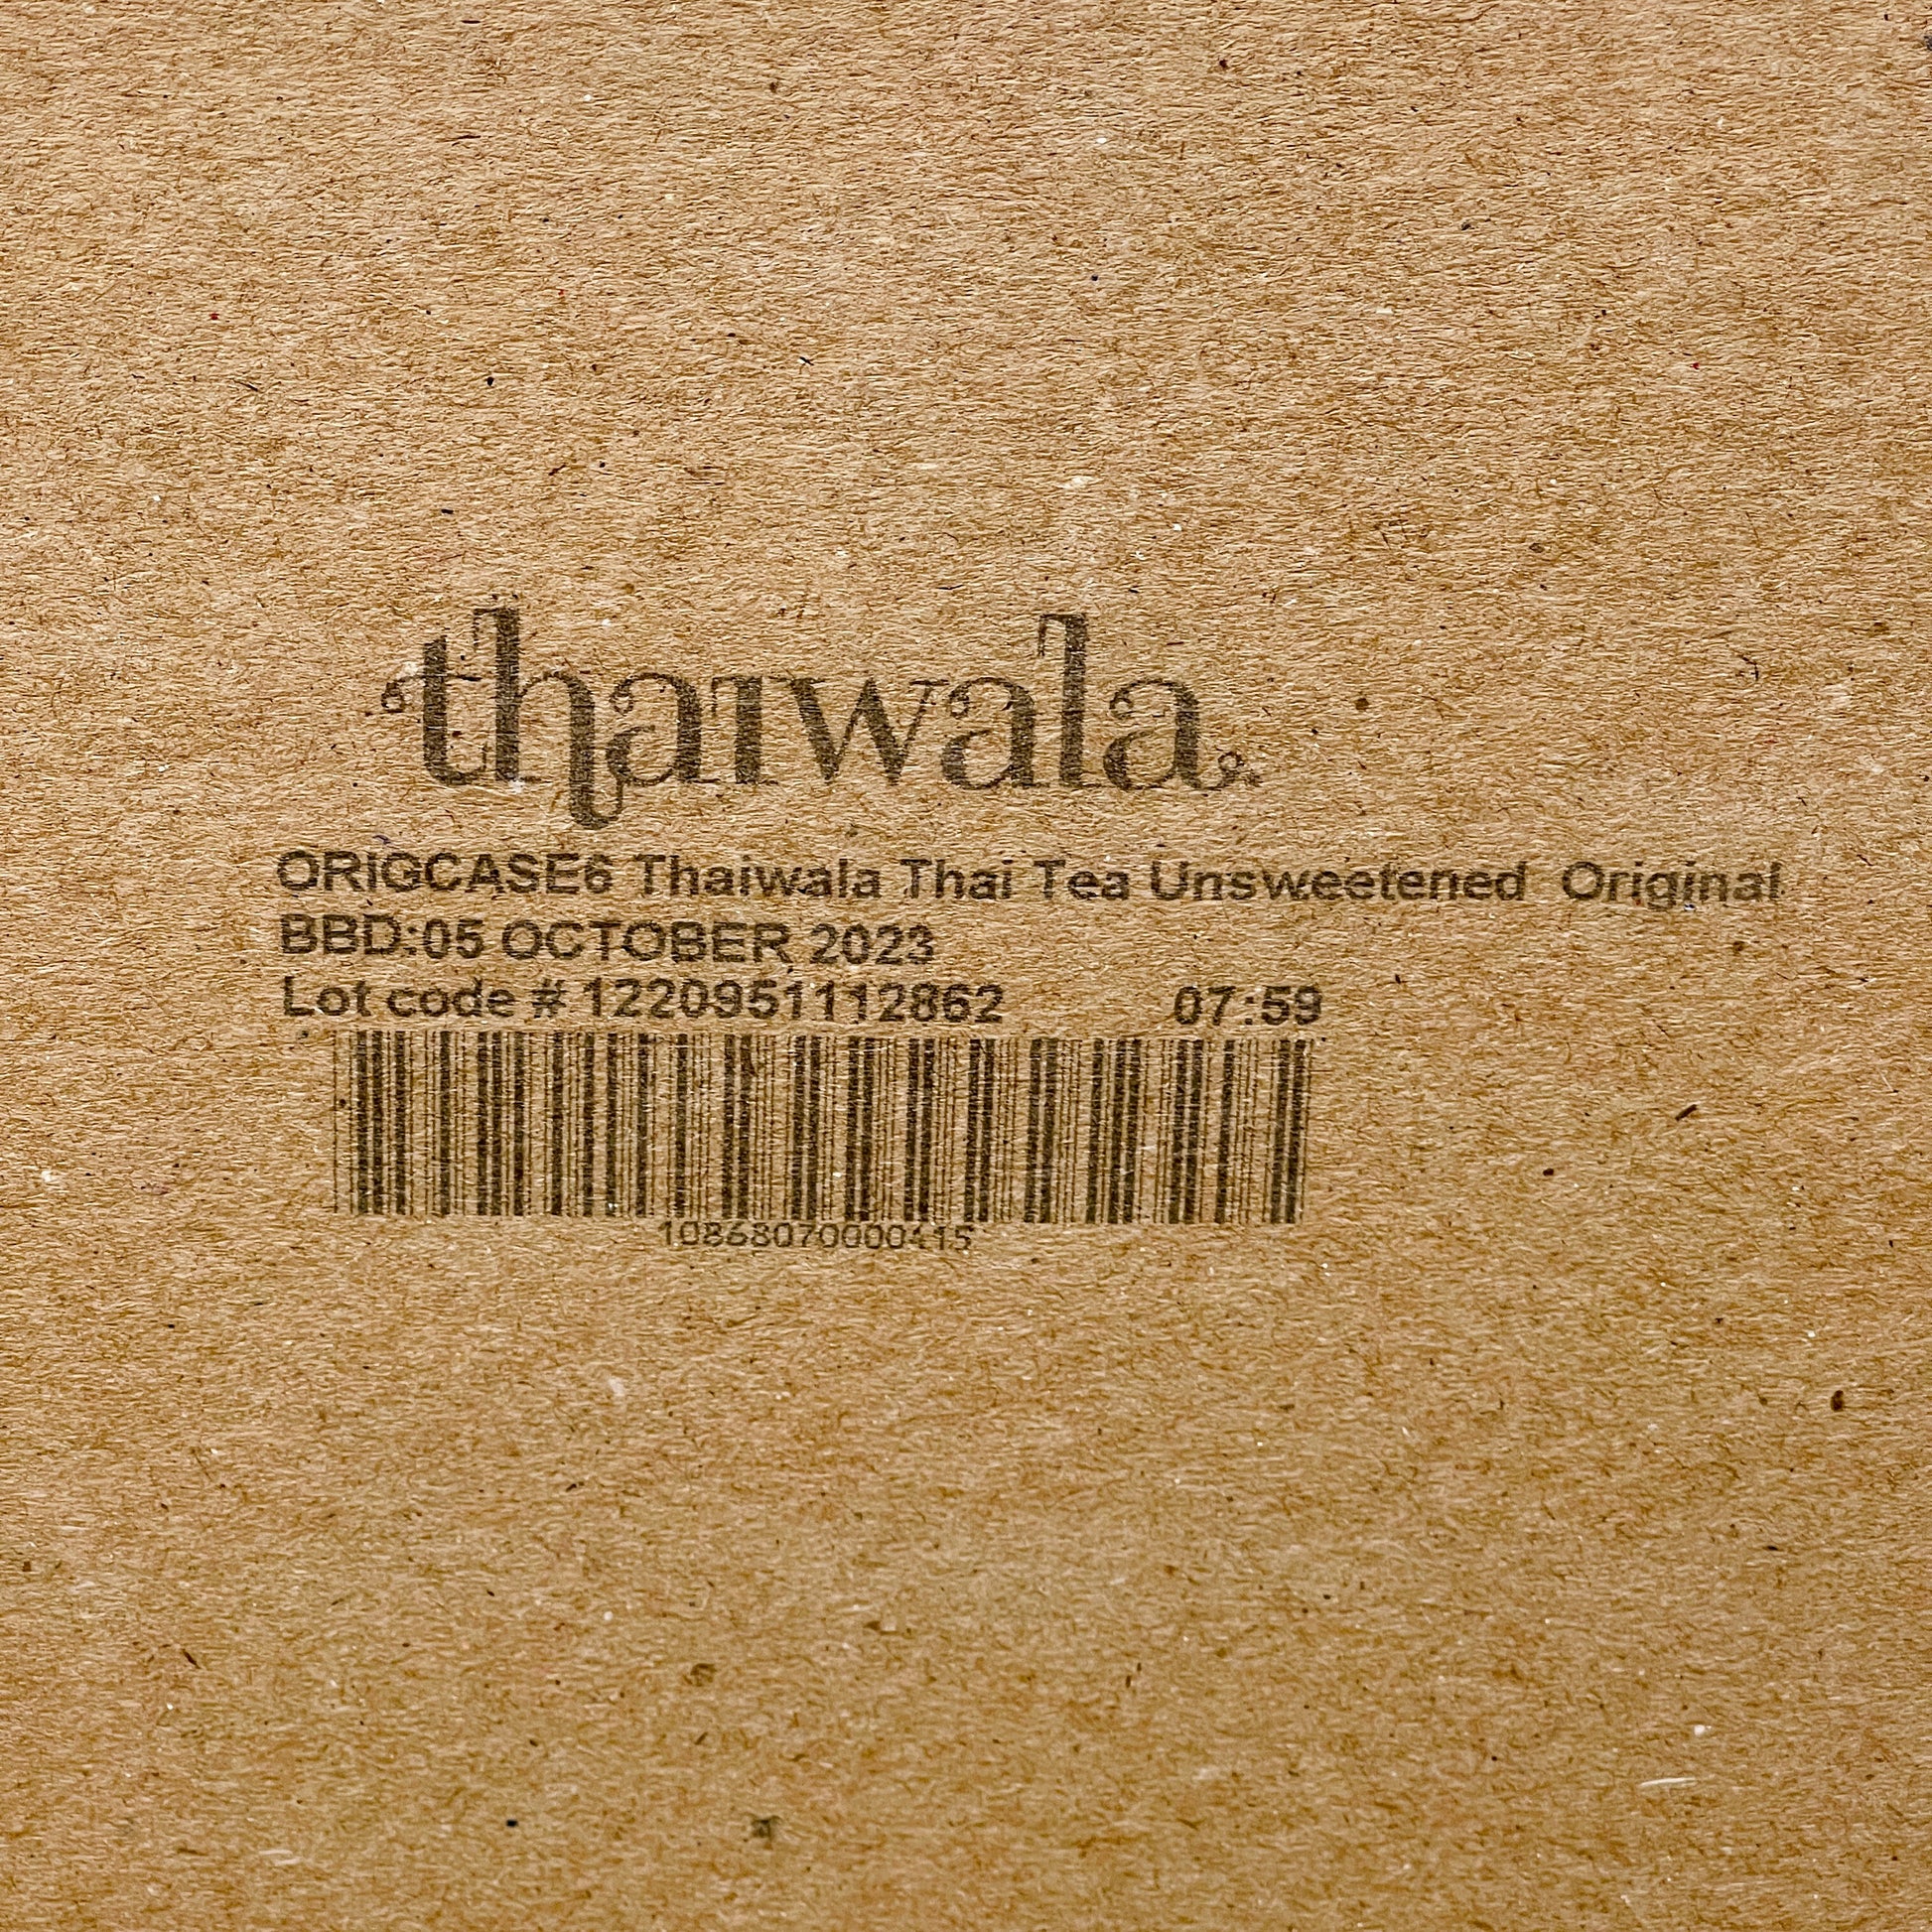 thaiwala
ORIGCASE6 Thaiwala Thai Tea Unsweetened Original
BBD:05 OCTOBER 2023
Lot code # 1220951112862 07:59
10868070000415